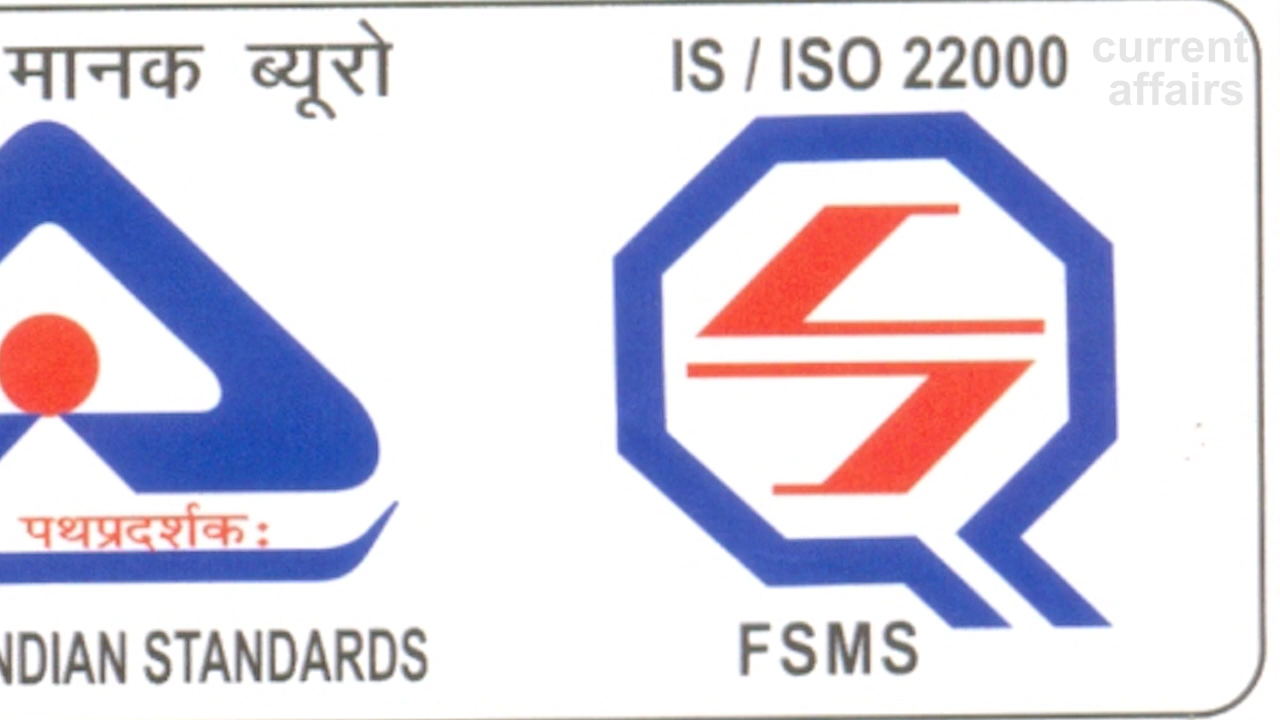 मानक ब्यूरो
IS / ISO 22000
current
affairs
पथप्रदर्शक:
NDIAN STANDARDS
FSMS